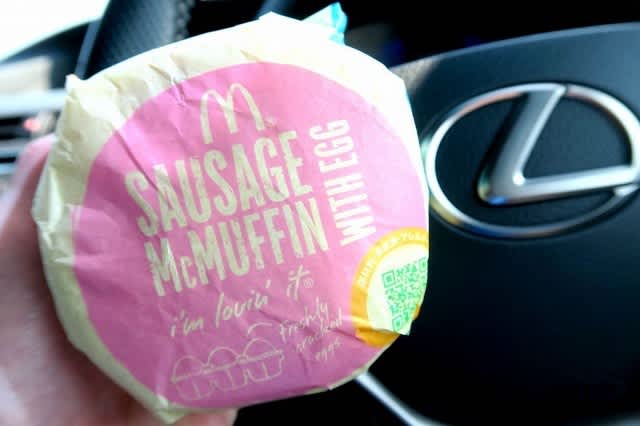 SAUSAGE
McMUFFIN
WITH EGG
i'm lovin' it®
freshly
cracked
eggs